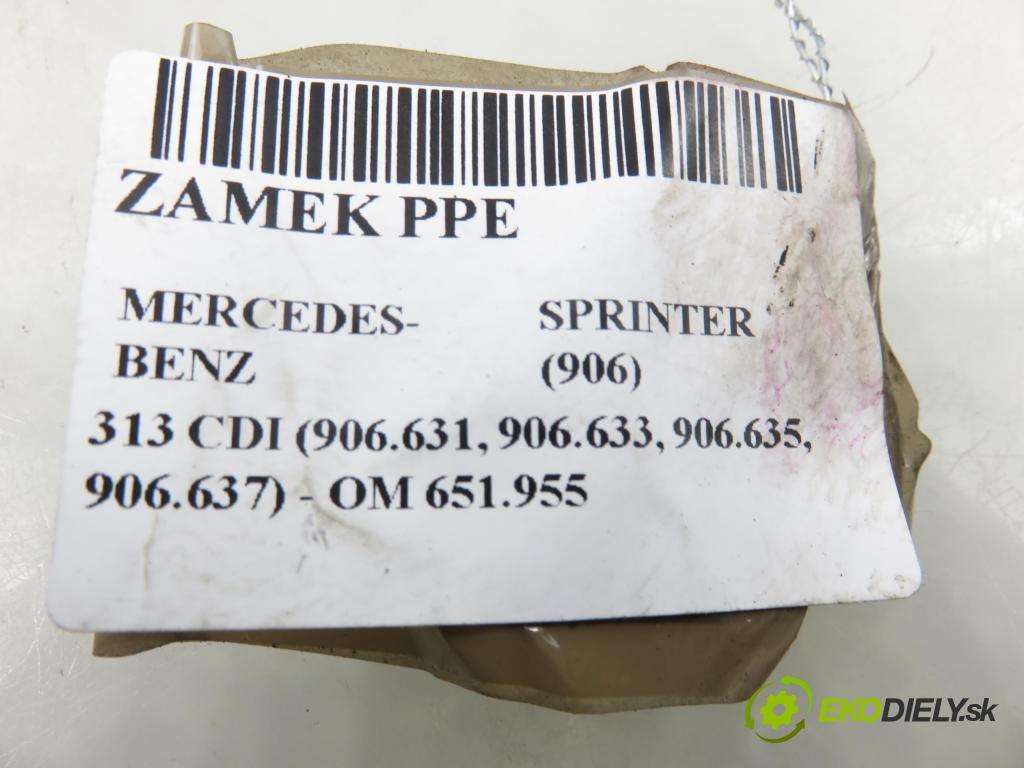 ZAMEK PPE
MERCEDES-
BENZ
SPRINTER
(906)
313 CDI (906.631, 906.633, 906.635,
906.637) - OM 651.955
EKODIELY.sk